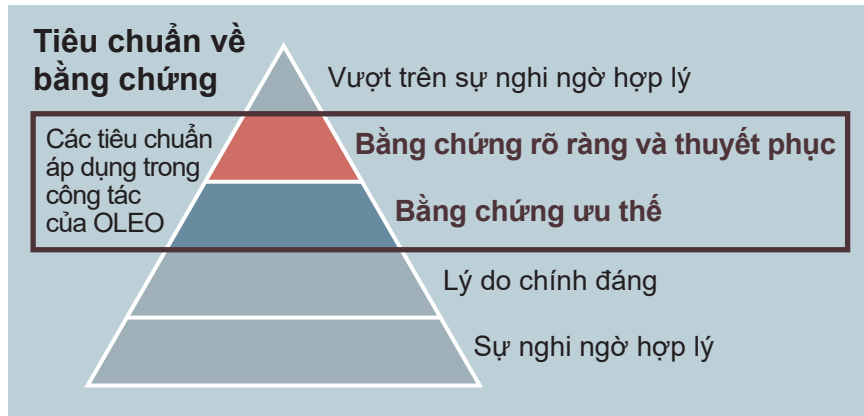 Tiêu chuẩn về
bằng chứng
Vượt trên sự nghi ngờ hợp lý
Các tiêu chuẩn
áp dụng trong
công tác
của OLEO
Bằng chứng rõ ràng và thuyết phục
Bằng chứng ưu thế
Lý do chính đáng
Sự nghi ngờ hợp lý